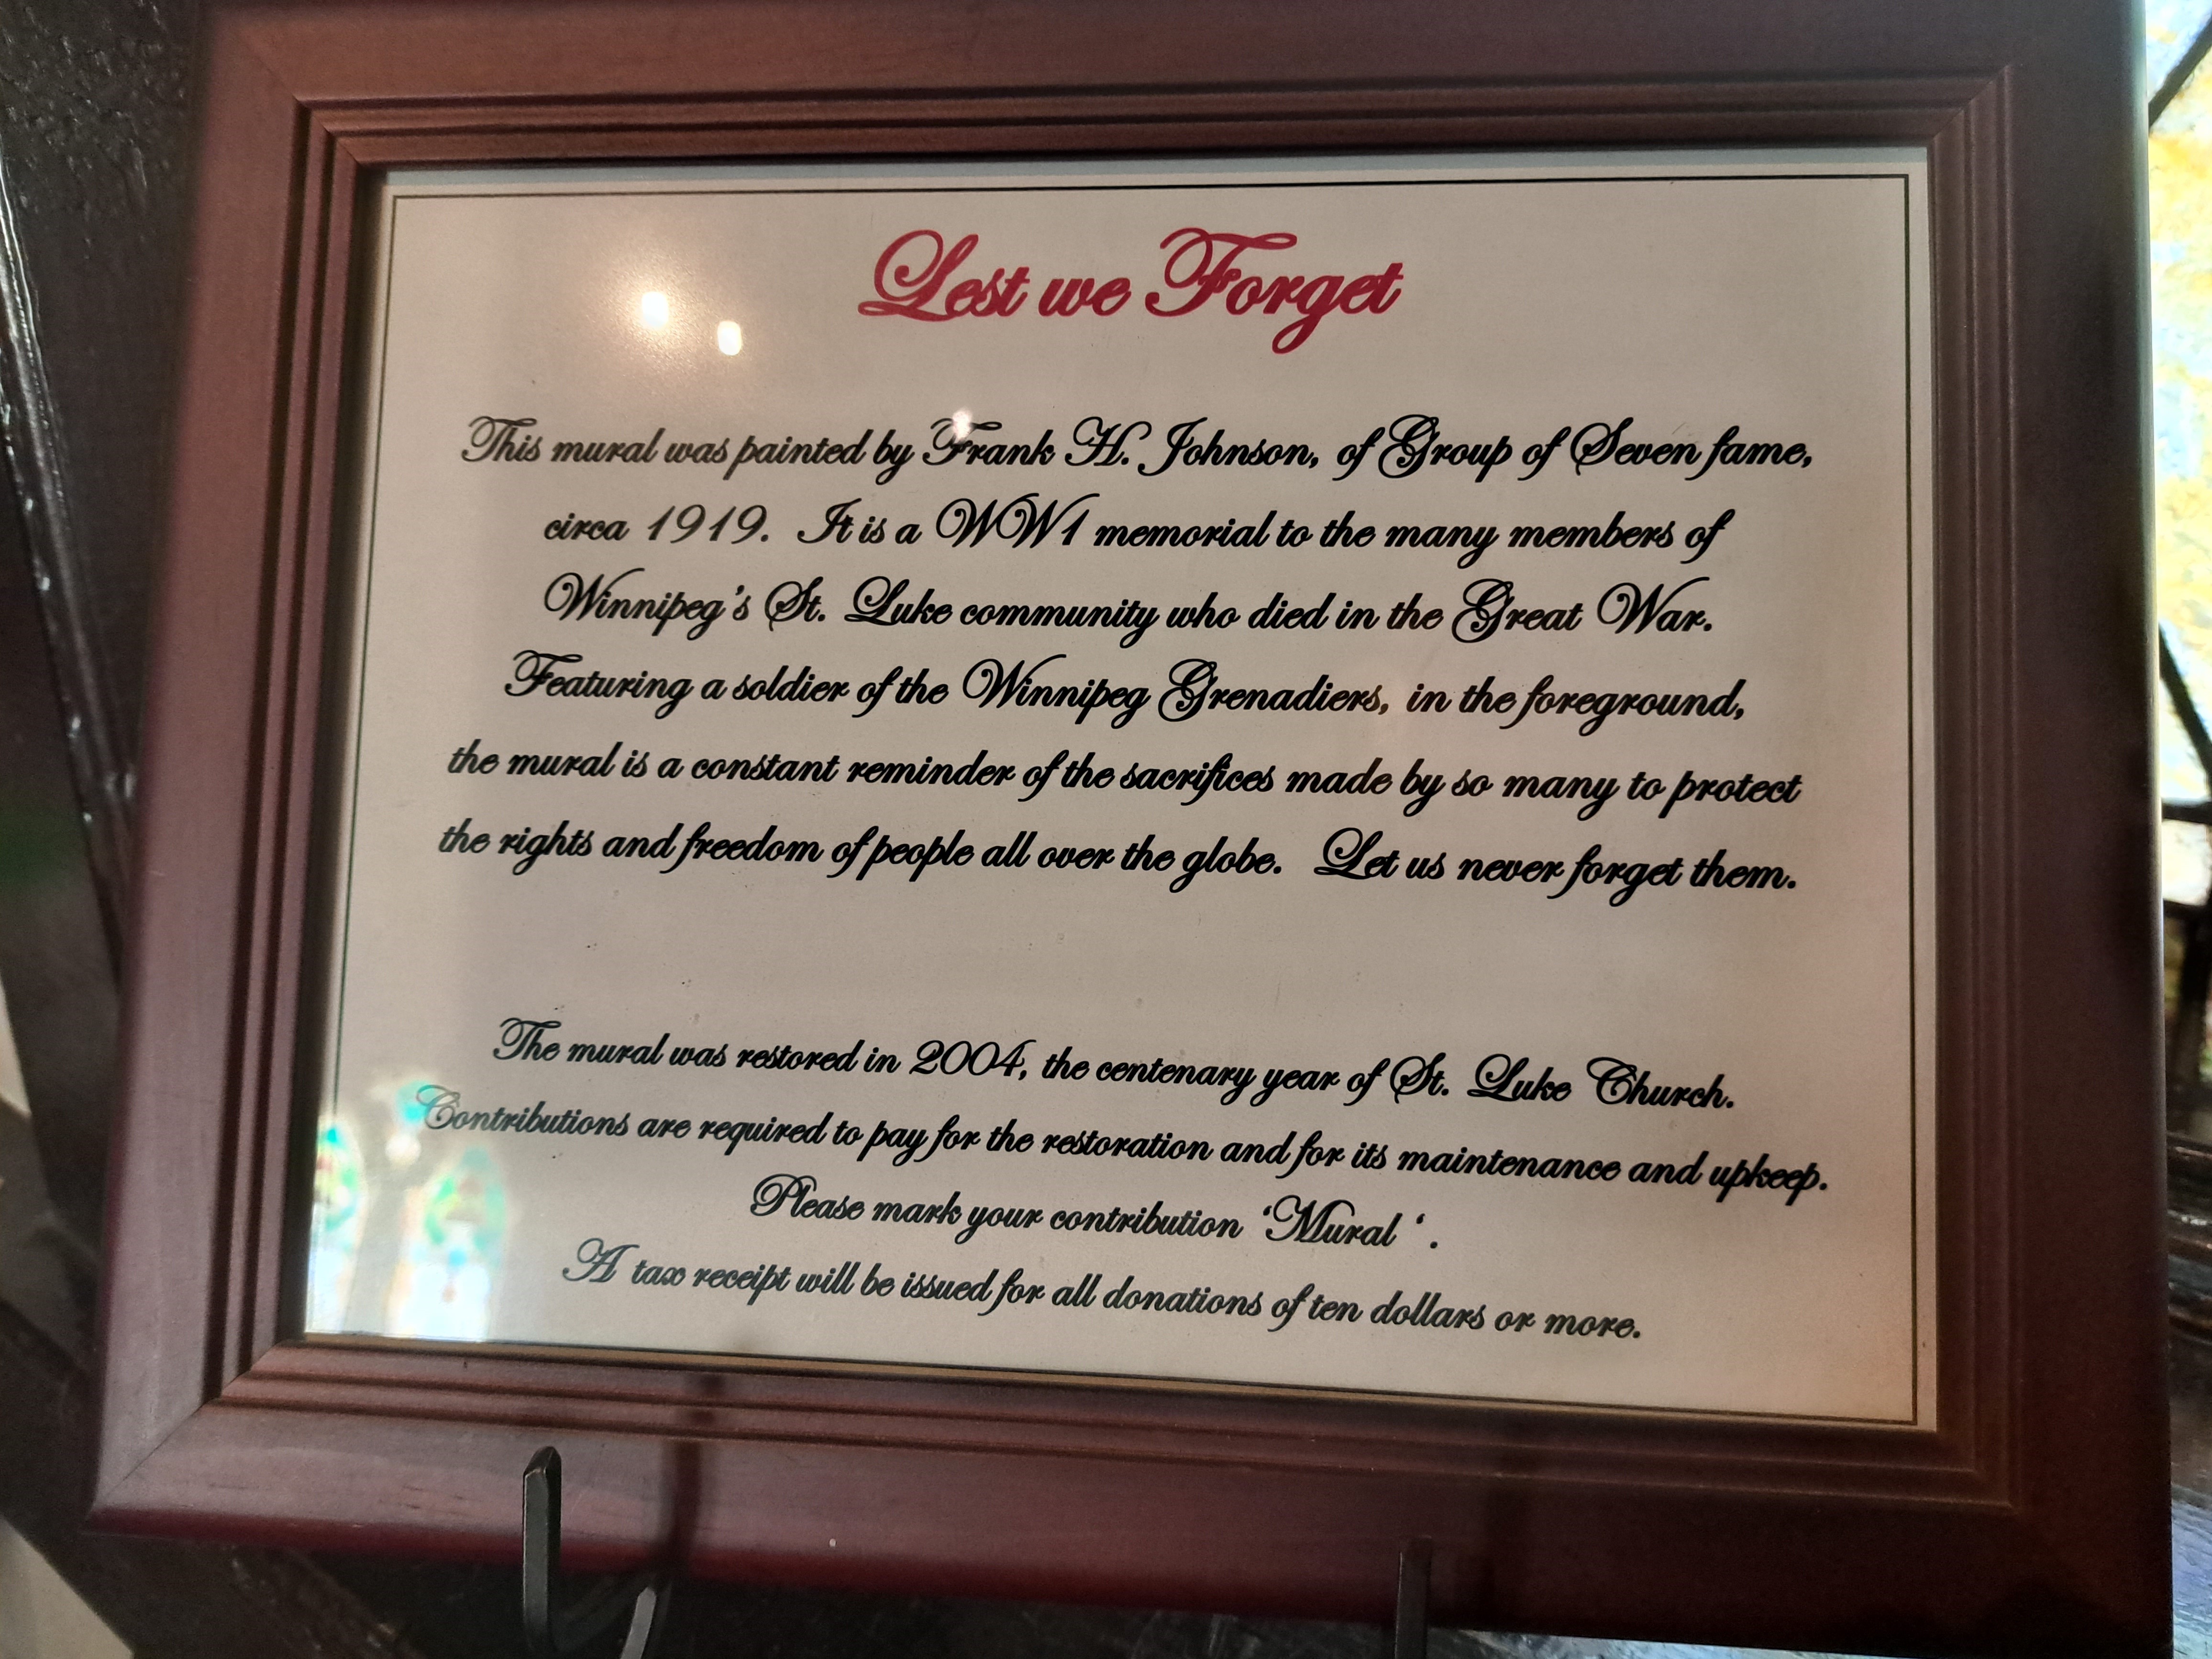 Lest we Forget
This mural was painted by Frank H. Johnson, of Group of Seven fame,
circa 1919. It is a WW1 memorial to the many members of
Winnipeg's St. Luke community who died in the Great War.
Featuring a soldier of the Winnipeg Grenadiers, in the foreground,
the mural is a constant reminder of the sacrifices made by so many to protect
the rights and freedom of people all over the globe. Let us never forget them.
The mural was restored in 2004, the centenary year of St. Luke Church.
Contributions are required to pay for the restoration and for its maintenance and upkeep.
Please mark your contribution ‘Mural ‘.
A tax receipt will be issued for all donations of ten dollars or more.